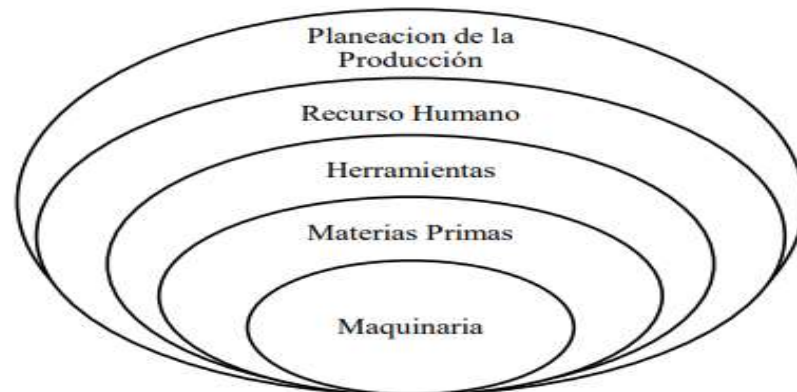 Planeacion de la
Producción
Recurso Humano
Herramientas
Materias Primas
Maquinaria